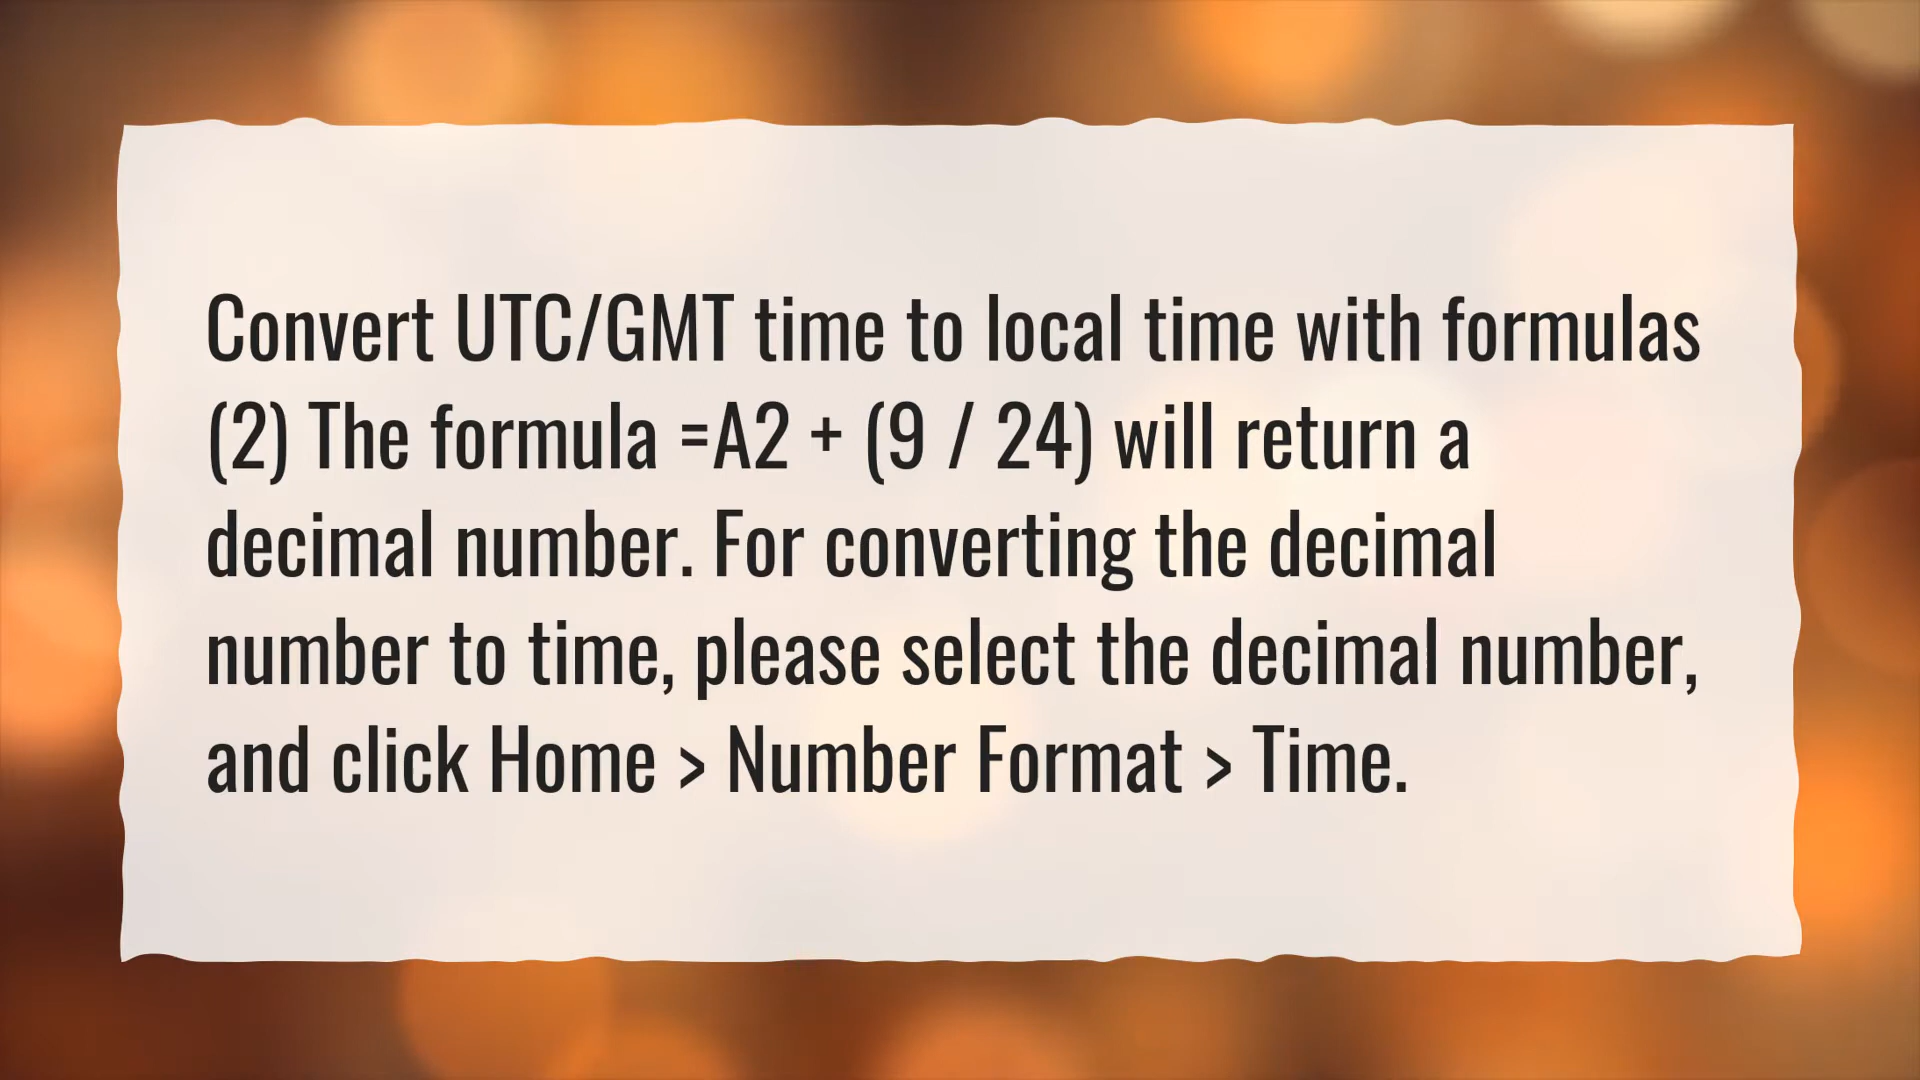 Convert UTC/GMT time to local time with formulas
(2) The formula =A2 + (9 / 24) will return a
decimal number. For converting the decimal
number to time, please select the decimal number,
and click Home > Number Format > Time.